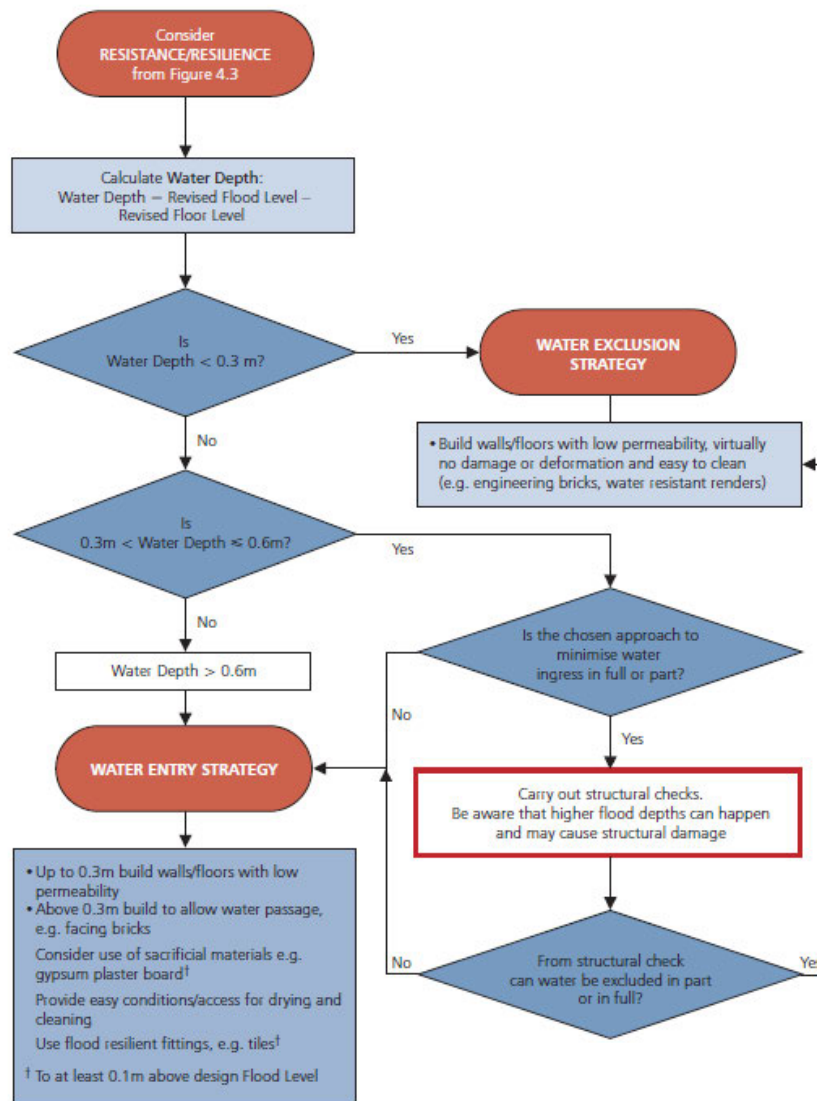 Consider
RESISTANCE/RESILIENCE
from Figure 4.3
Calculate Water Depth:
Water Depth = Revised Flood Level –
Revised Floor Level
Is
Water Depth < 0.3 m?
Yes
WATER EXCLUSION
STRATEGY
No
• Build walls/floors with low permeability, virtually
no damage or deformation and easy to clean
(e.g. engineering bricks, water resistant renders)
Is
0.3m < Water Depth ≤ 0.6m?
Yes
No
Water Depth > 0.6m
Is the chosen approach to
minimise water
ingress in full or part?
No
Yes
WATER ENTRY STRATEGY
Carry out structural checks.
Be aware that higher flood depths can happen
and may cause structural damage
• Up to 0.3m build walls/floors with low
permeability
• Above 0.3m build to allow water passage,
e.g. facing bricks
Consider use of sacrificial materials e.g.
gypsum plaster board†
Provide easy conditions/access for drying and
cleaning
Use flood resilient fittings, e.g. tiles†
† To at least 0.1m above design Flood Level
No
From structural check
can water be excluded in part
or in full?
Yes